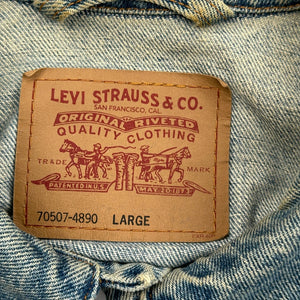 LEVI STRAUSS & CO.
SAN FRANCISCO, CAL.
ORIGINAL RIVETED
QUALITY CLOTHING
TRADE MARK
PATENTED IN U.S. MAY 20 1873
70507-4890 LARGE